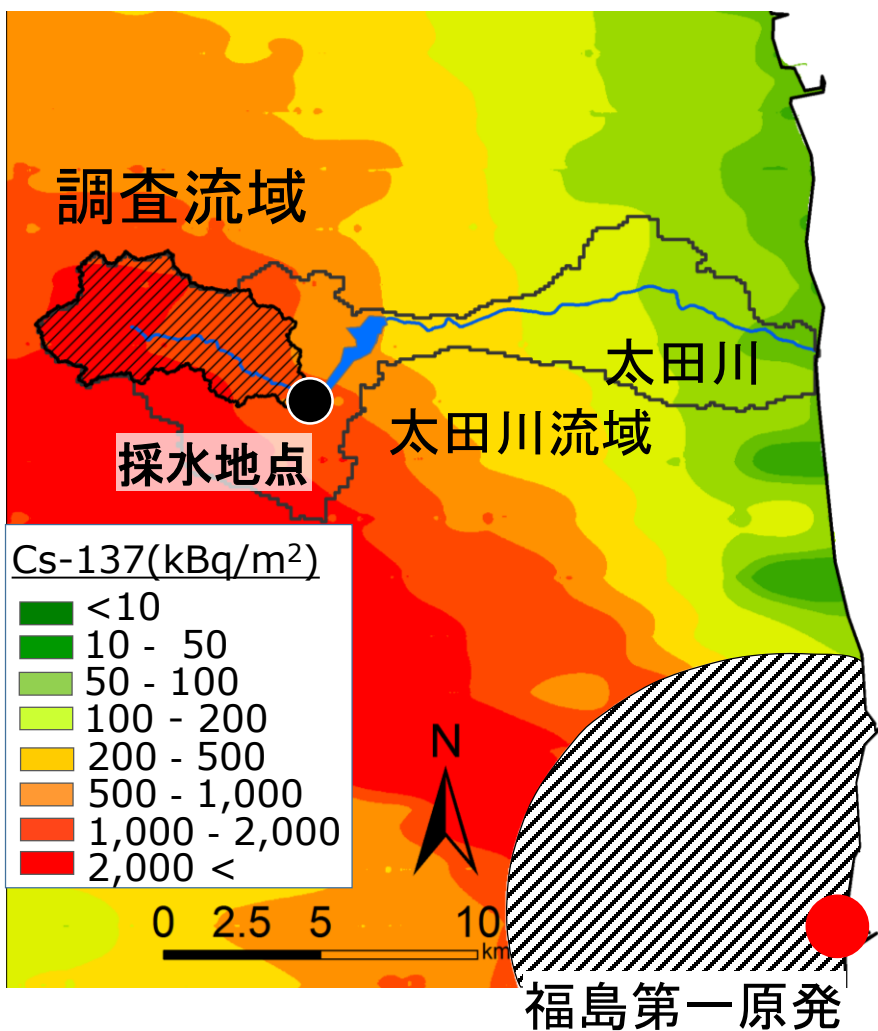 調査流域
太田川
太田川流域
採水地点
Cs-137(kBq/m²)
<10
10 - 50
50 - 100
100 - 200
200 - 500
500 - 1,000
1,000 - 2,000
2,000 <
N
0 2.5 5 10
km
福島第一原発